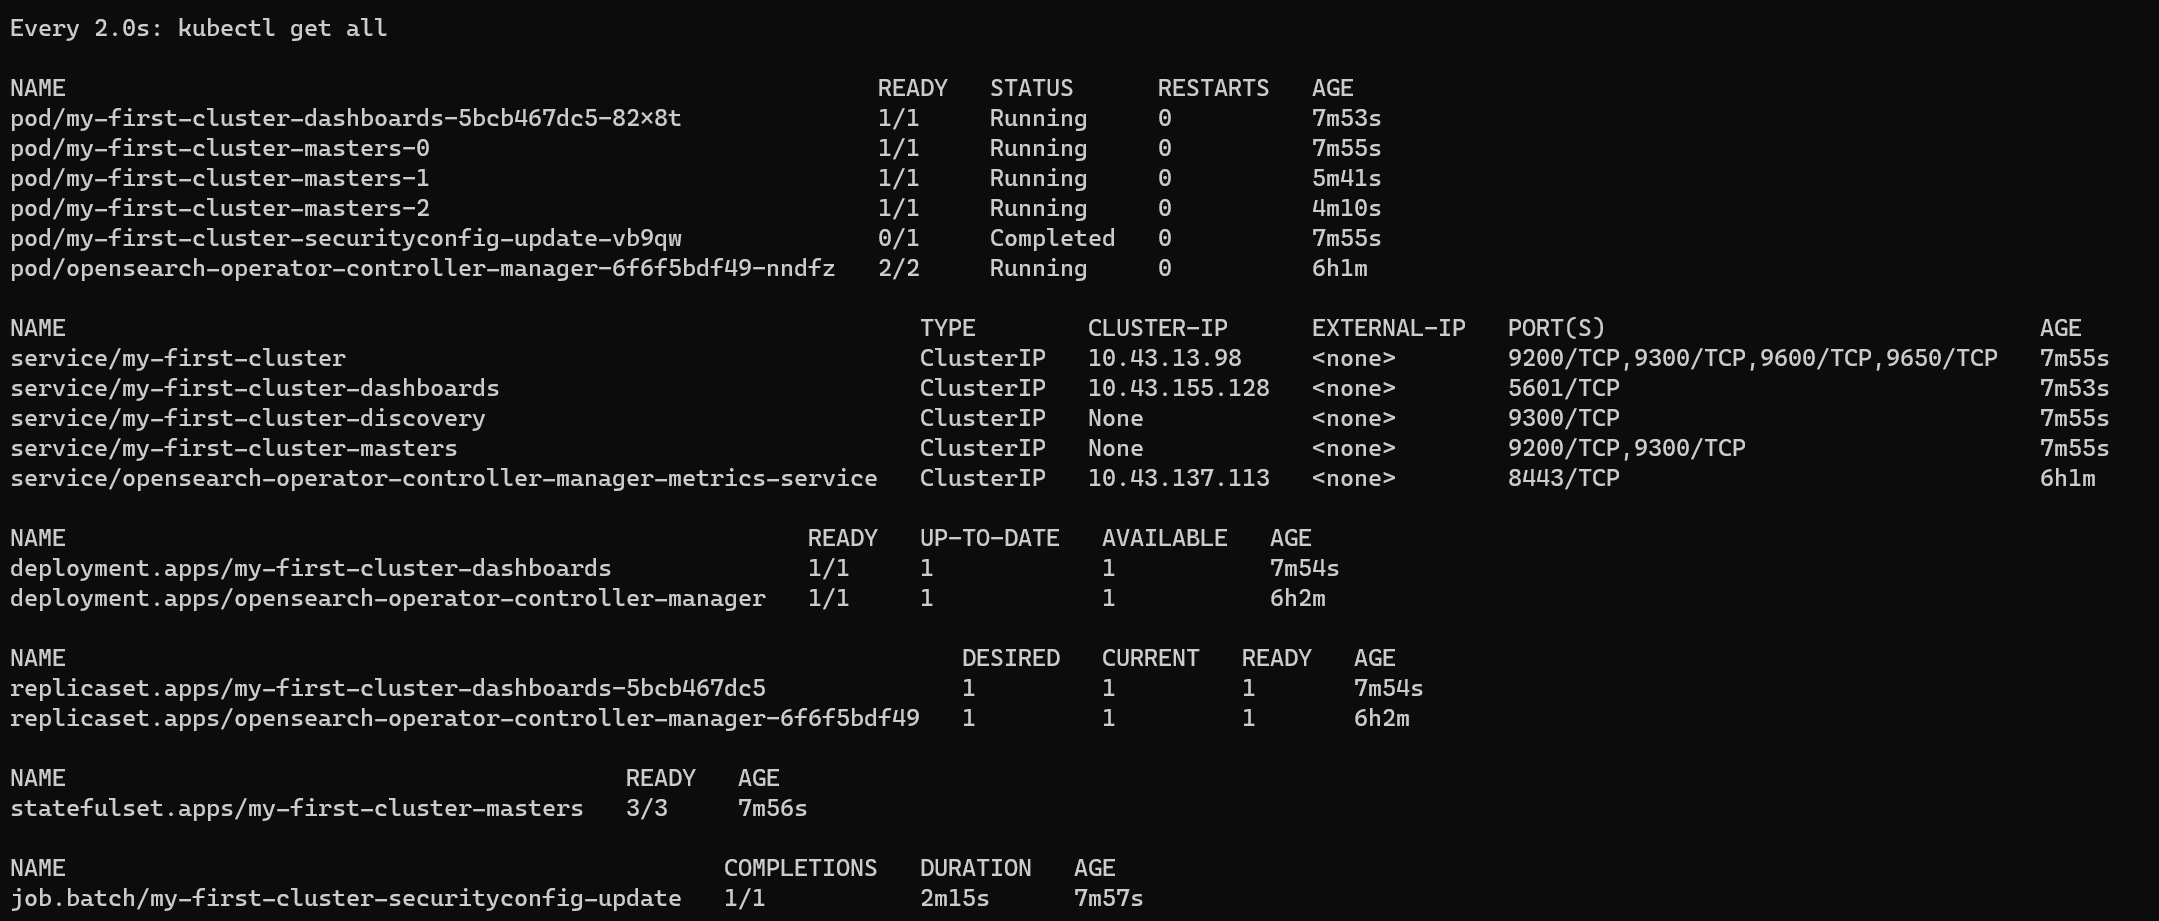 Every 2.0s: kubectl get all
NAME READY STATUS RESTARTS AGE
pod/my-first-cluster-dashboards-5bcb467dc5-82x8t 1/1 Running 0 7m53s
pod/my-first-cluster-masters-0 1/1 Running 0 7m55s
pod/my-first-cluster-masters-1 1/1 Running 0 5m41s
pod/my-first-cluster-masters-2 1/1 Running 0 4m10s
pod/my-first-cluster-securityconfig-update-vb9qw 0/1 Completed 0 7m55s
pod/opensearch-operator-controller-manager-6f6f5bdf49-nndfz 2/2 Running 0 6h1m
NAME TYPE CLUSTER-IP EXTERNAL-IP PORT(S) AGE
service/my-first-cluster ClusterIP 10.43.13.98 <none> 9200/TCP,9300/TCP,9600/TCP,9650/TCP 7m55s
service/my-first-cluster-dashboards ClusterIP 10.43.155.128 <none> 5601/TCP 7m53s
service/my-first-cluster-discovery ClusterIP None <none> 9300/TCP 7m55s
service/my-first-cluster-masters ClusterIP None <none> 9200/TCP,9300/TCP 7m55s
service/opensearch-operator-controller-manager-metrics-service ClusterIP 10.43.137.113 <none> 8443/TCP 6h1m
NAME READY UP-TO-DATE AVAILABLE AGE
deployment.apps/my-first-cluster-dashboards 1/1 1 1 7m54s
deployment.apps/opensearch-operator-controller-manager 1/1 1 1 6h2m
NAME DESIRED CURRENT READY AGE
replicaset.apps/my-first-cluster-dashboards-5bcb467dc5 1 1 1 7m54s
replicaset.apps/opensearch-operator-controller-manager-6f6f5bdf49 1 1 1 6h2m
NAME READY AGE
statefulset.apps/my-first-cluster-masters 3/3 7m56s
NAME COMPLETIONS DURATION AGE
job.batch/my-first-cluster-securityconfig-update 1/1 2m15s 7m57s